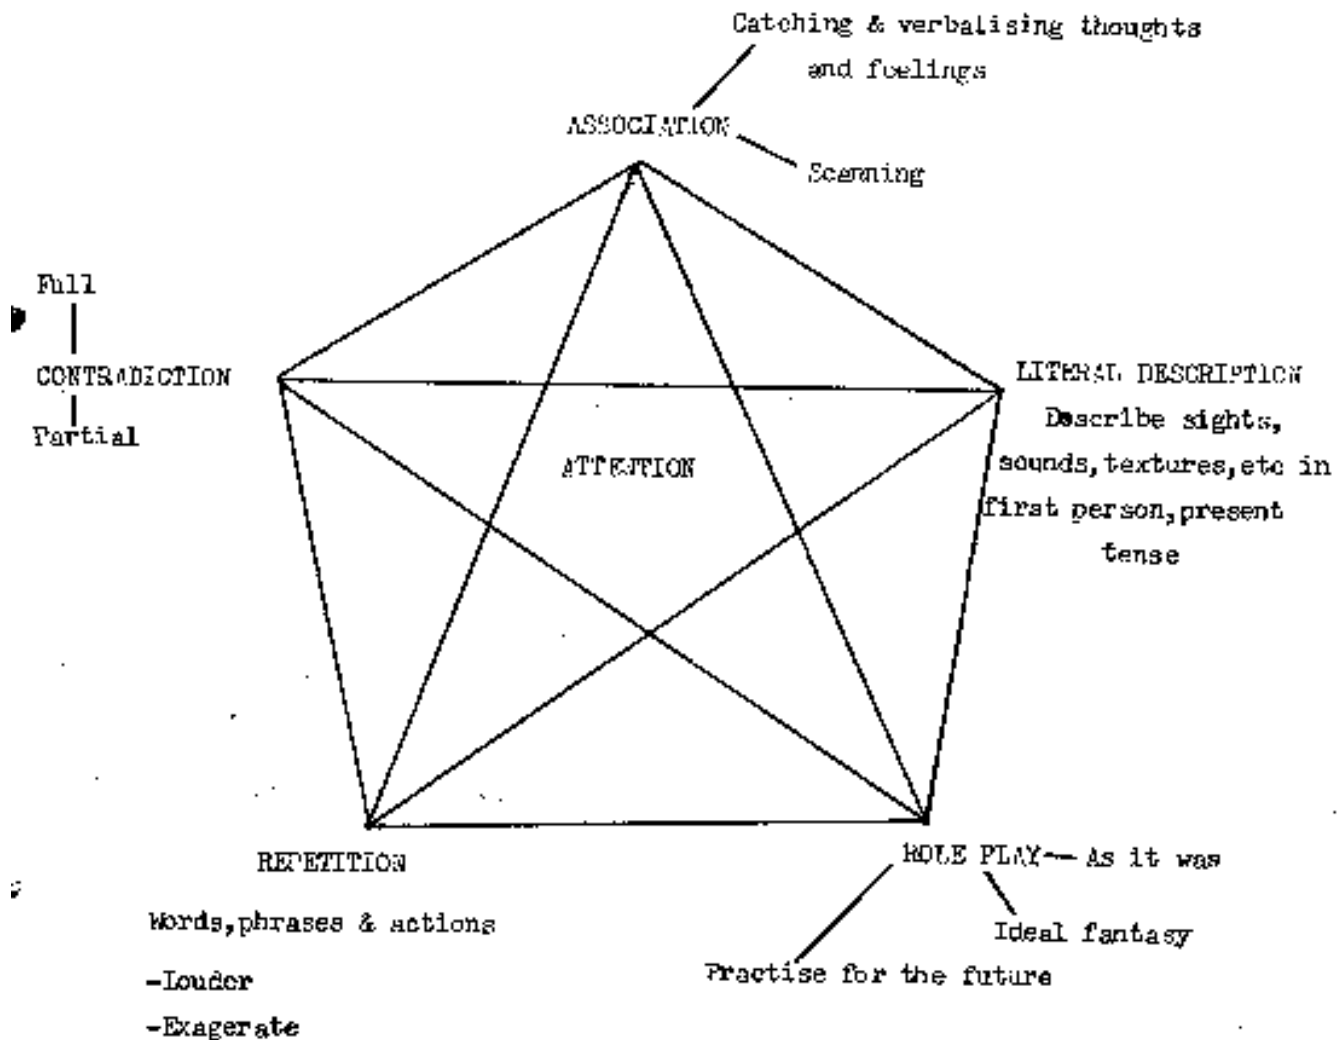 Catching & verbalising thoughts
and feelings
ASSOCIATION
Scanning
Full
CONTRADICTION
Partial
LITERAL DESCRIPTION
Describe sights,
sounds,textures,etc in
first person,present
tense
ATTENTION
REPETITION
Words,phrases & actions
-Louder
-Exagerate
ROLE PLAY
As it was
Ideal fantasy
Practise for the future